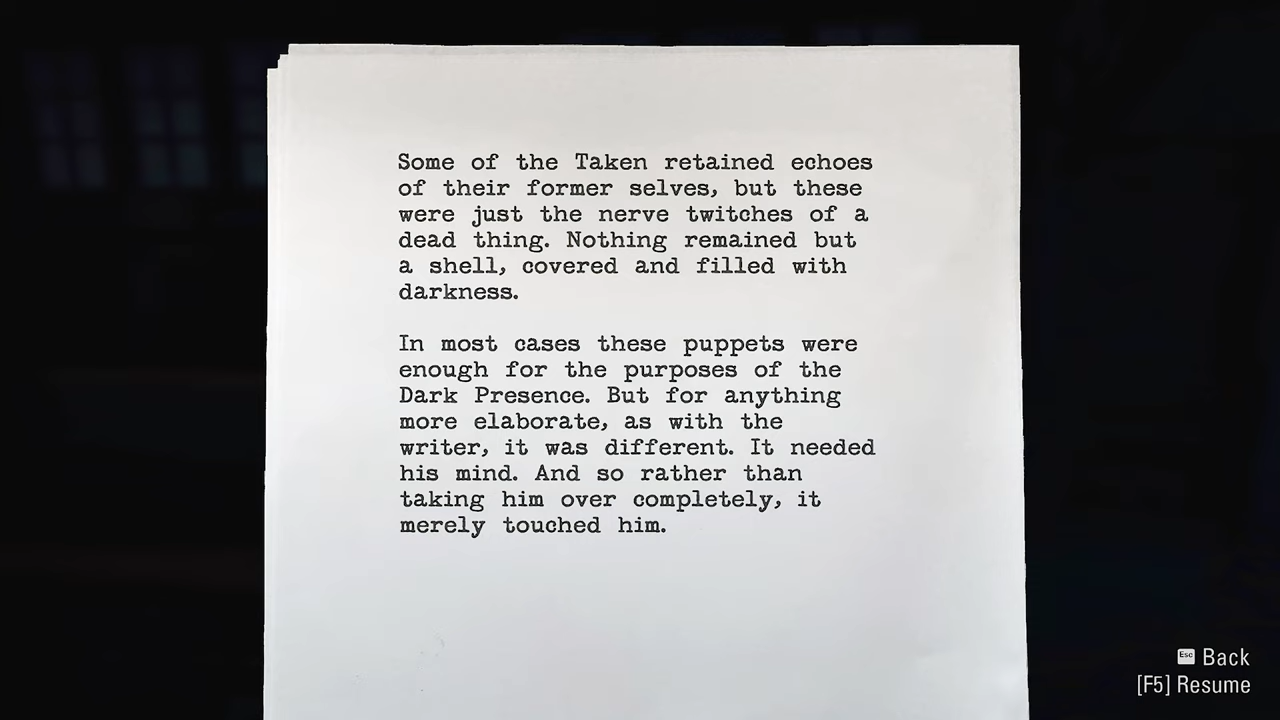 Some of the Taken retained echoes
of their former selves, but these
were just the nerve twitches of a
dead thing. Nothing remained but
a shell, covered and filled with
darkness.
In most cases these puppets were
enough for the purposes of the
Dark Presence. But for anything
more elaborate, as with the
writer, it was different. It needed
his mind. And so rather than
taking him over completely, it
merely touched him.
Esc Back
[F5] Resume